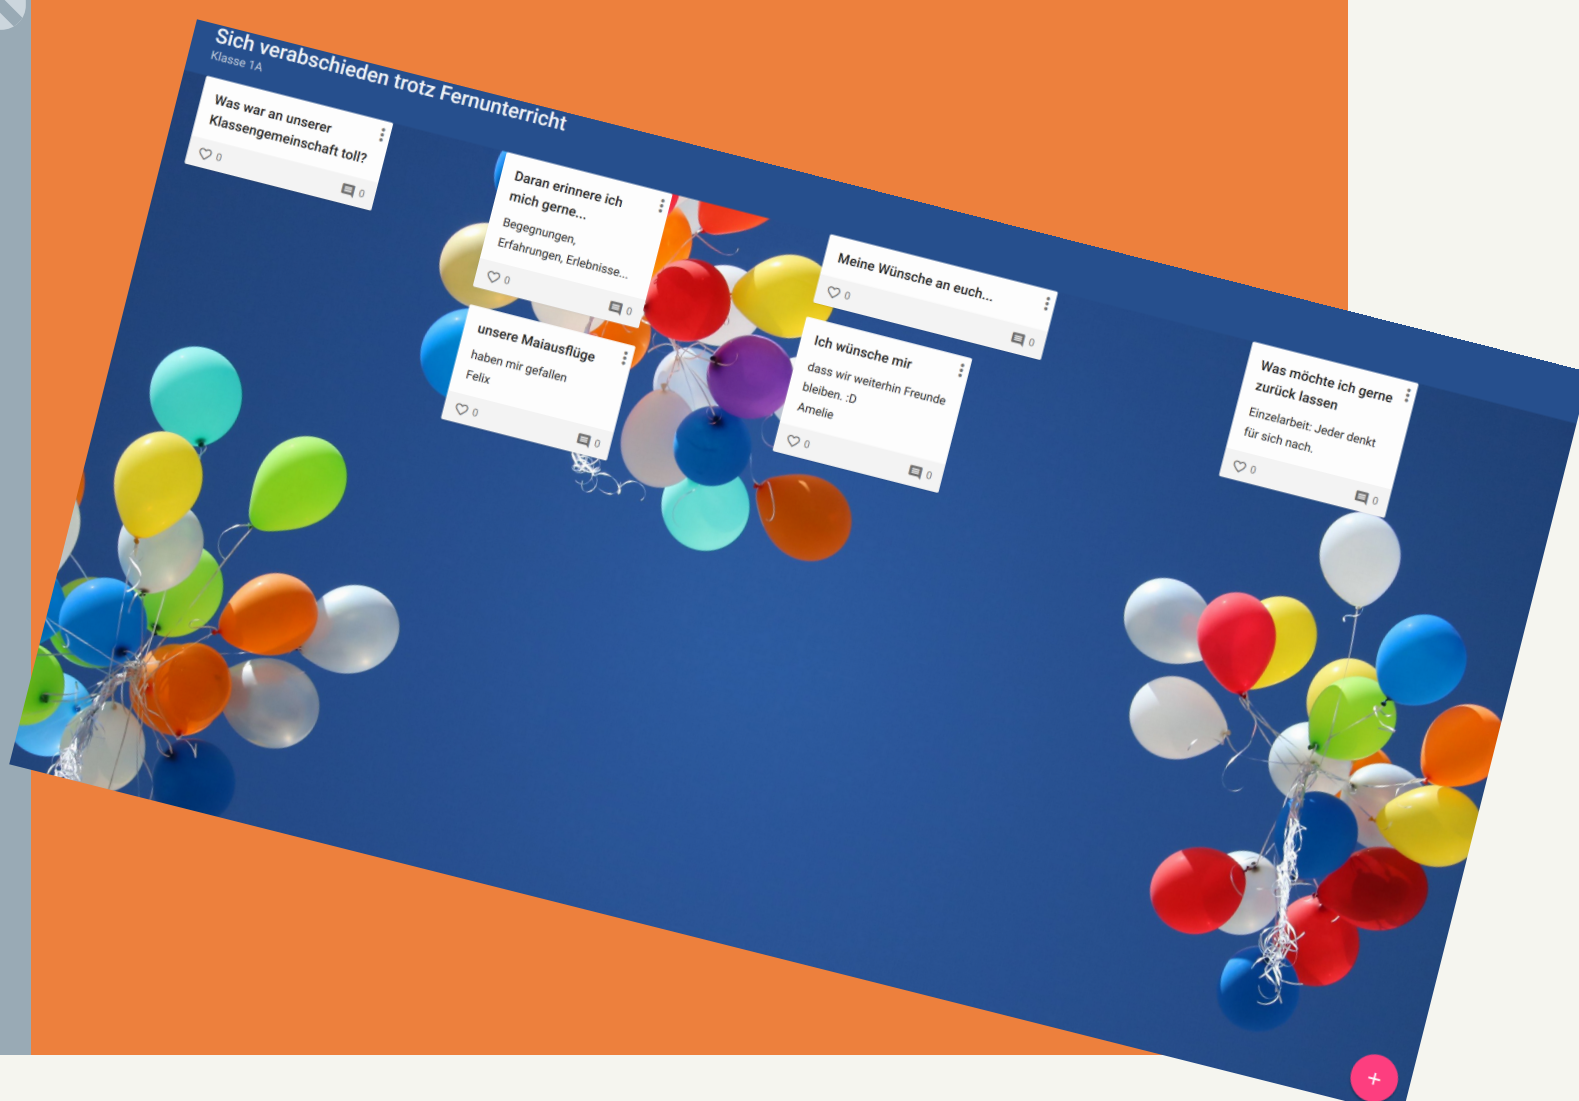 Sich verabschieden trotz Fernunterricht
Klasse 1A
Was war an unserer
Klassengemeinschaft toll?
0
0
Daran erinnere ich
mich gerne...
Begegnungen,
Erfahrungen, Erlebnisse...
0
0
unsere Maiausflüge
haben mir gefallen
Felix
0
0
Meine Wünsche an euch...
0
0
Ich wünsche mir
dass wir weiterhin Freunde
bleiben. :D
Amelie
0
0
Was möchte ich gerne
zurück lassen
Einzelarbeit: Jeder denkt
für sich nach.
0
0